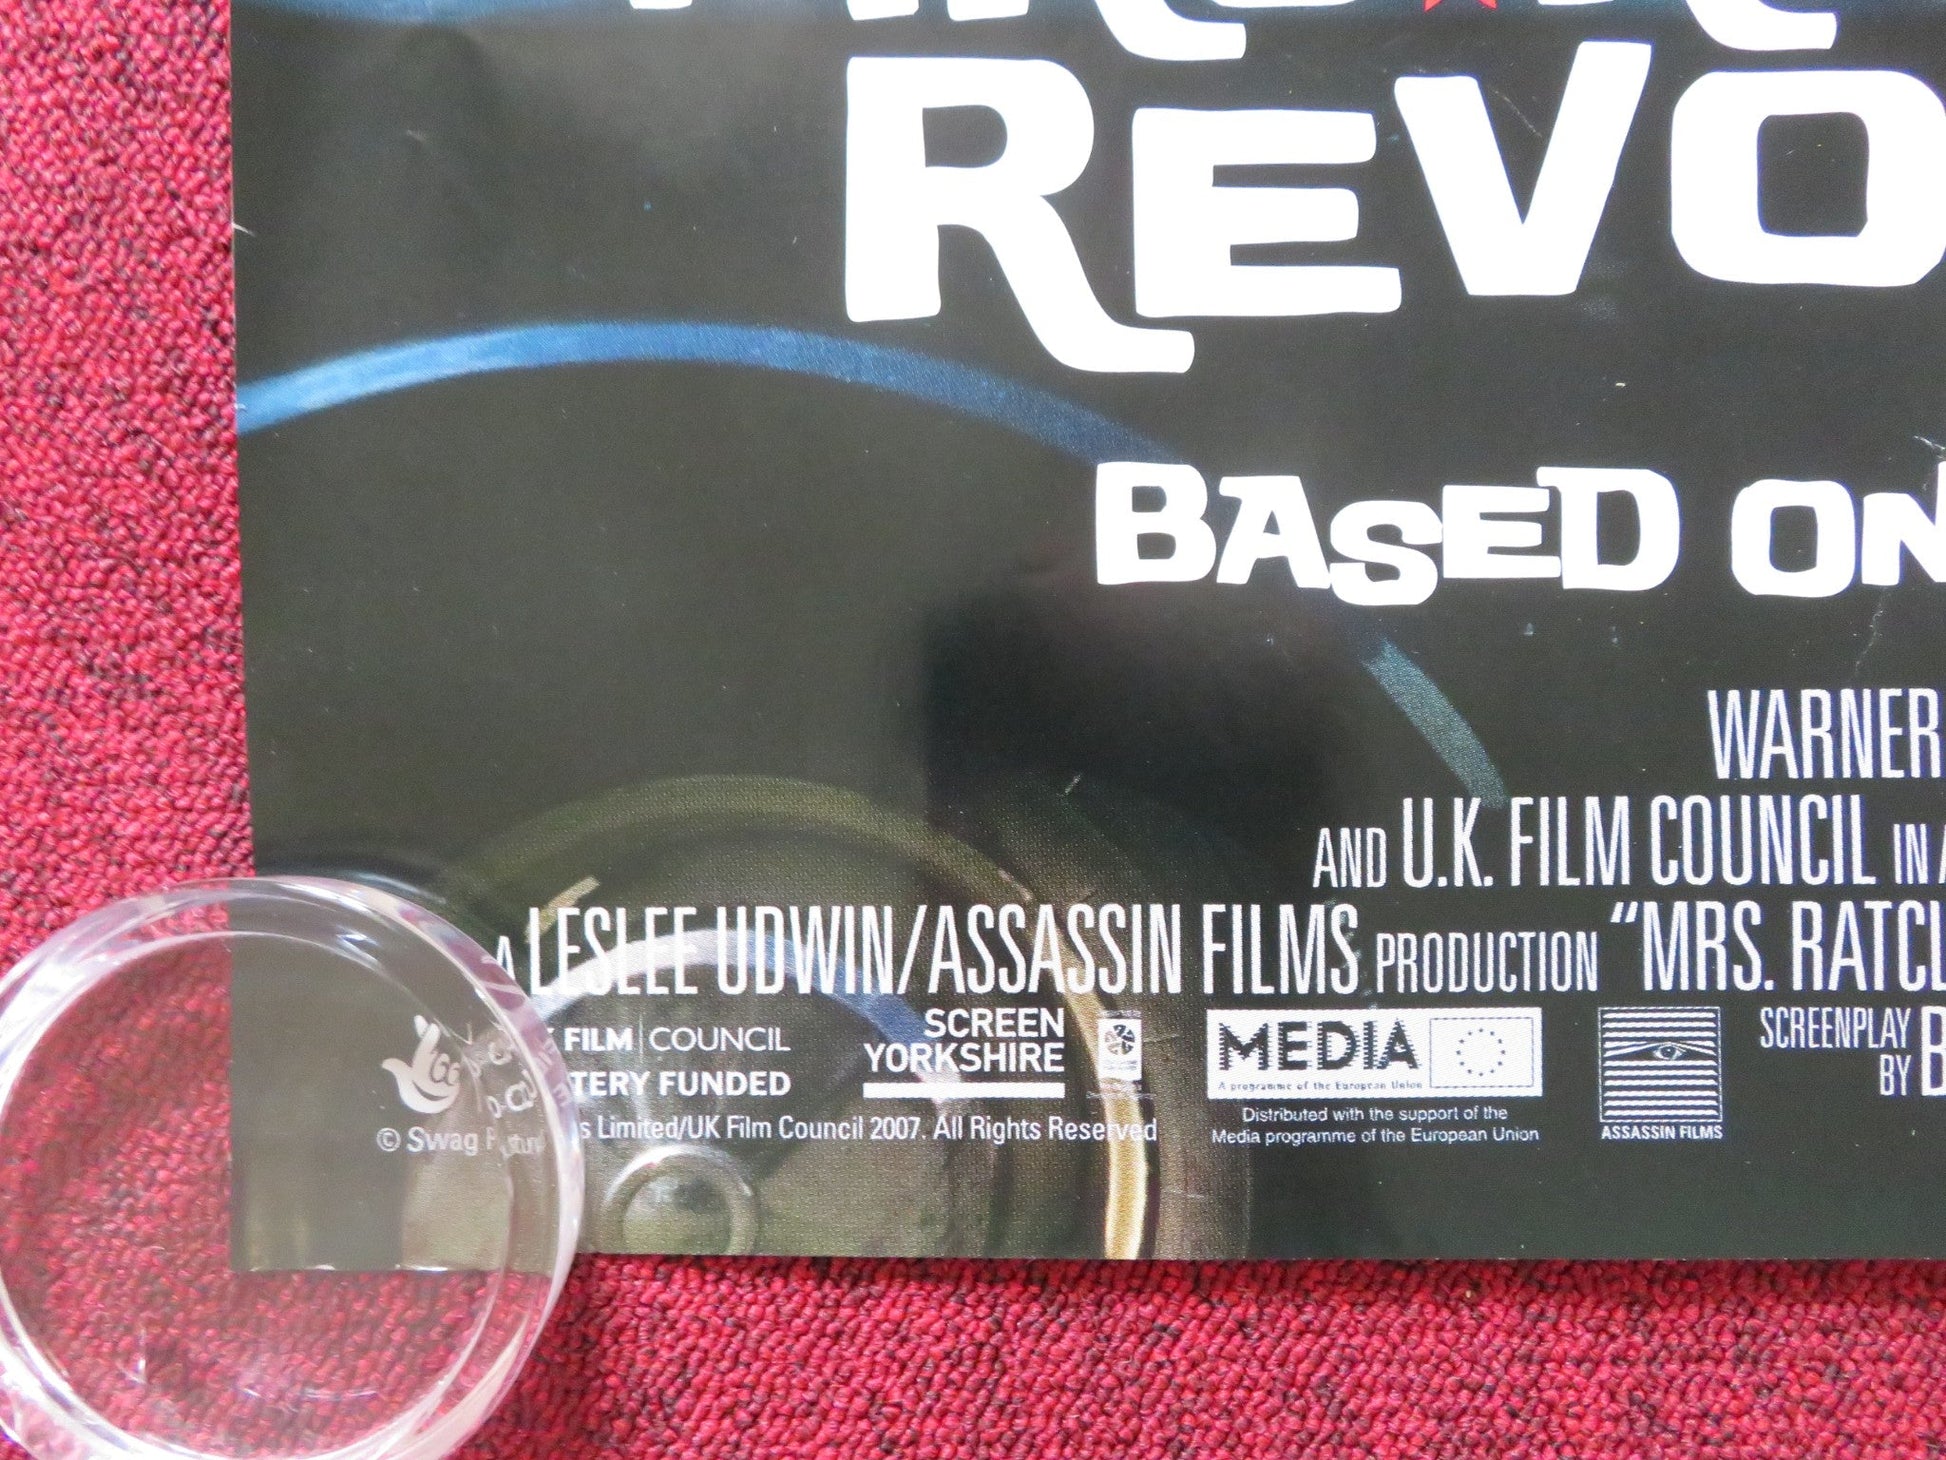 REVO
BASED ON
WARNER
AND U.K. FILM COUNCIL IN
A LESLEE UDWIN/ASSASSIN FILMS PRODUCTION "MRS. RATCL
SCREENPLAY
BY
FILM COUNCIL
TERY FUNDED
SCREEN
YORKSHIRE
MEDIA
A programme of the European Union
Distributed with the support of the
Media programme of the European Union
ASSASSIN FILMS
© Swag s Limited/UK Film Council 2007. All Rights Reserved